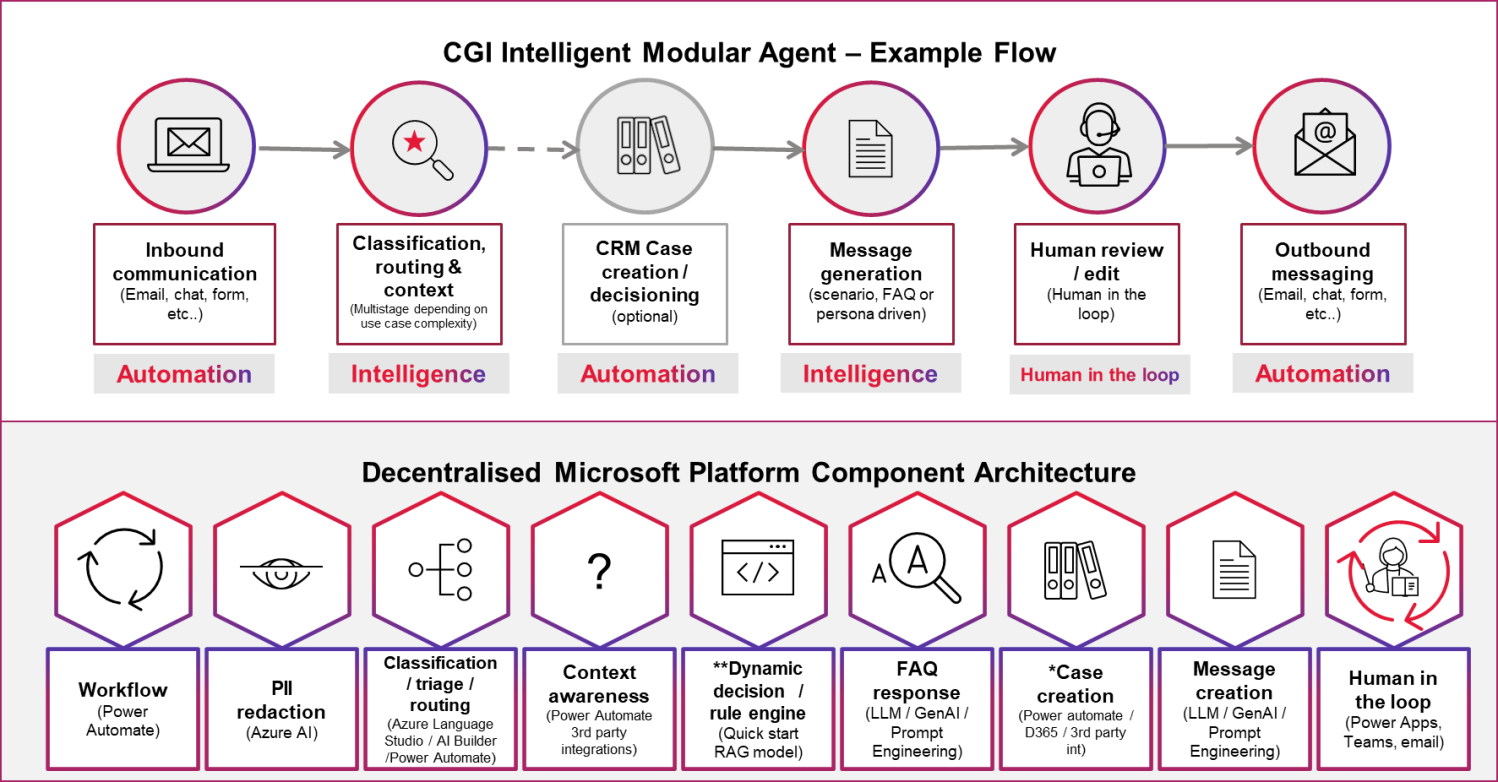 CGI Intelligent Modular Agent – Example Flow
@
Inbound
communication
(Email, chat, form,
etc..)
Classification,
routing &
context
(Multistage depending on
use case complexity)
CRM Case
creation /
decisioning
(optional)
Message
generation
(scenario, FAQ or
persona driven)
Human review
/ edit
(Human in the
loop)
Outbound
messaging
(Email, chat, form,
etc..)
Automation
Intelligence
Automation
Intelligence
Human in the loop
Automation
Decentralised Microsoft Platform Component Architecture
?
</>
A A
Workflow
(Power
Automate)
PII
redaction
(Azure AI)
Classification
/ triage /
routing
(Azure Language
Studio / AI Builder
/Power Automate)
Context
awareness
(Power Automate
3rd party
integrations)
**Dynamic
decision /
rule engine
(Quick start
RAG model)
FAQ
response
(LLM / GenAI /
Prompt
Engineering)
*Case
creation
(Power automate /
D365 / 3rd party
int)
Message
creation
(LLM / GenAI /
Prompt
Engineering)
Human in
the loop
(Power Apps,
Teams, email)